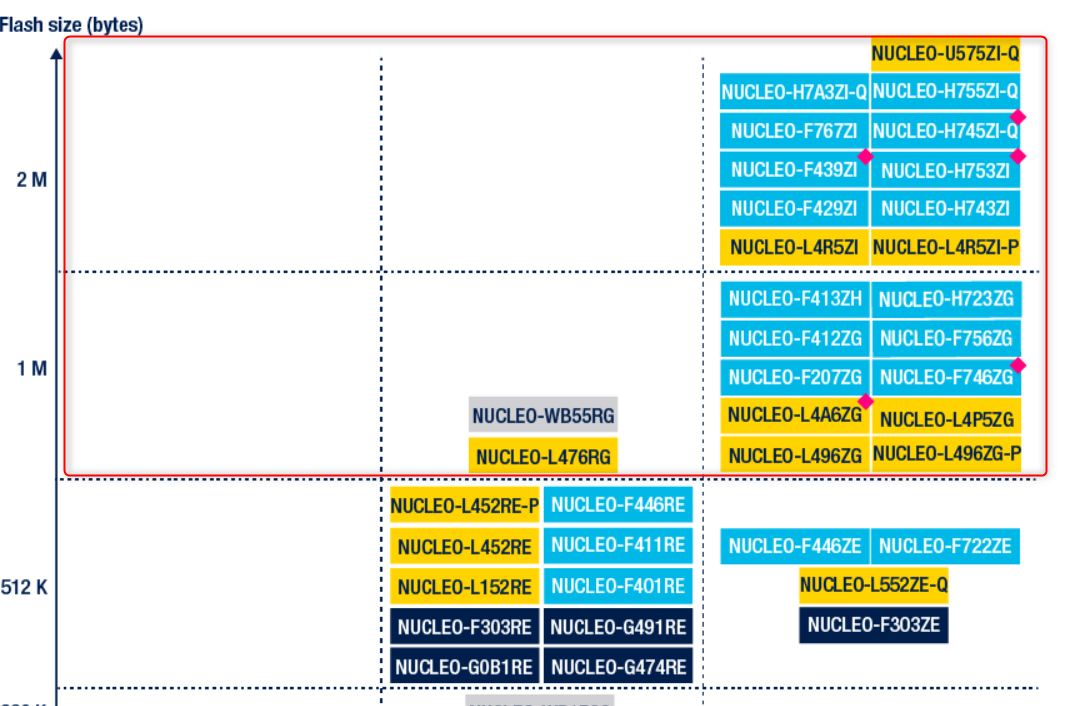 Flash size (bytes)
NUCLEO-U575ZI-Q
NUCLEO-H7A3ZI-Q NUCLEO-H755ZI-Q
NUCLEO-F767ZI NUCLEO-H745ZI-Q
2 M
NUCLEO-F439ZI NUCLEO-H753ZI
NUCLEO-F429ZI NUCLEO-H743ZI
NUCLEO-L4R5ZI NUCLEO-L4R5ZI-P
NUCLEO-F413ZH NUCLEO-H723ZG
NUCLEO-F412ZG NUCLEO-F756ZG
1 M
NUCLEO-F207ZG NUCLEO-F746ZG
NUCLEO-WB55RG NUCLEO-L4A6ZG NUCLEO-L4P5ZG
NUCLEO-L476RG NUCLEO-L496ZG NUCLEO-L496ZG-P
NUCLEO-L452RE-P NUCLEO-F446RE
NUCLEO-L452RE NUCLEO-F411RE NUCLEO-F446ZE NUCLEO-F722ZE
512 K
NUCLEO-L152RE NUCLEO-F401RE NUCLEO-L552ZE-Q
NUCLEO-F303RE NUCLEO-G491RE NUCLEO-F303ZE
NUCLEO-G0B1RE NUCLEO-G474RE